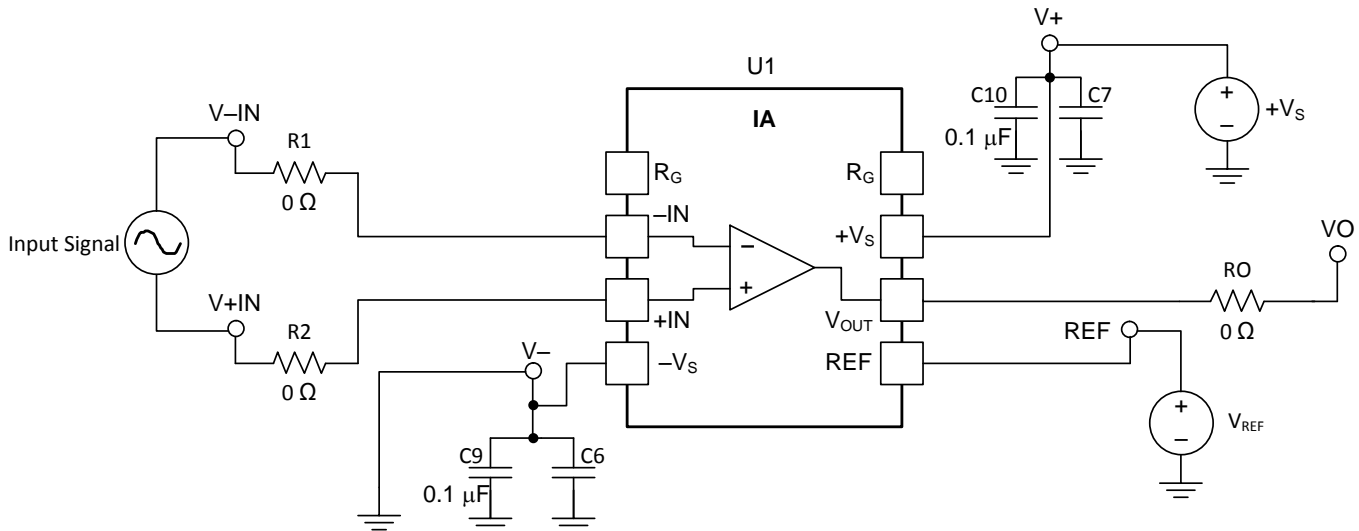 V+
U1
C10
C7
0.1 μF
+
–
+VS
V–IN
R1
0 Ω
IA
RG
RG
–IN
+VS
–
+
Input Signal
VO
V+IN
R2
0 Ω
+IN
VOUT
RO
0 Ω
V–
–VS
REF
REF
+
–
VREF
C9
C6
0.1 μF